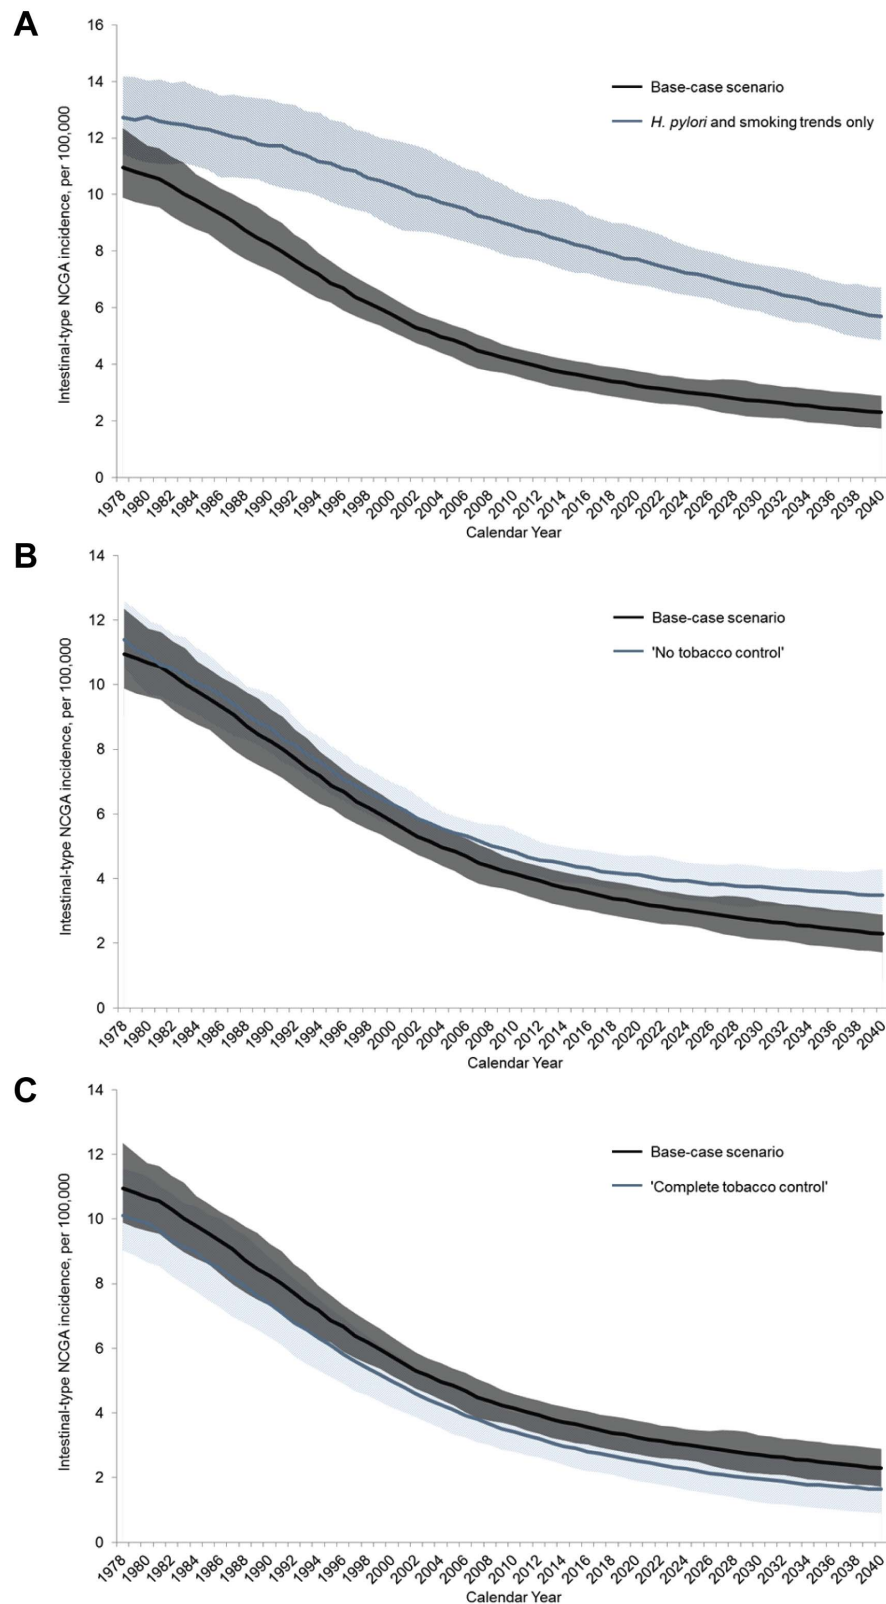 A
Intestinal-type NCGA incidence, per 100,000
16
14
12
10
8
6
4
2
0
Base-case scenario
H. pylori and smoking trends only
1978 1980 1982 1984 1986 1988 1990 1992 1994 1996 1998 2000 2002 2004 2006 2008 2010 2012 2014 2016 2018 2020 2022 2024 2026 2028 2030 2032 2034 2036 2038 2040
Calendar Year
B
Intestinal-type NCGA incidence, per 100,000
14
12
10
8
6
4
2
0
Base-case scenario
'No tobacco control'
1978 1980 1982 1984 1986 1988 1990 1992 1994 1996 1998 2000 2002 2004 2006 2008 2010 2012 2014 2016 2018 2020 2022 2024 2026 2028 2030 2032 2034 2036 2038 2040
Calendar Year
C
Intestinal-type NCGA incidence, per 100,000
14
12
10
8
6
4
2
0
Base-case scenario
'Complete tobacco control'
1978 1980 1982 1984 1986 1988 1990 1992 1994 1996 1998 2000 2002 2004 2006 2008 2010 2012 2014 2016 2018 2020 2022 2024 2026 2028 2030 2032 2034 2036 2038 2040
Calendar Year